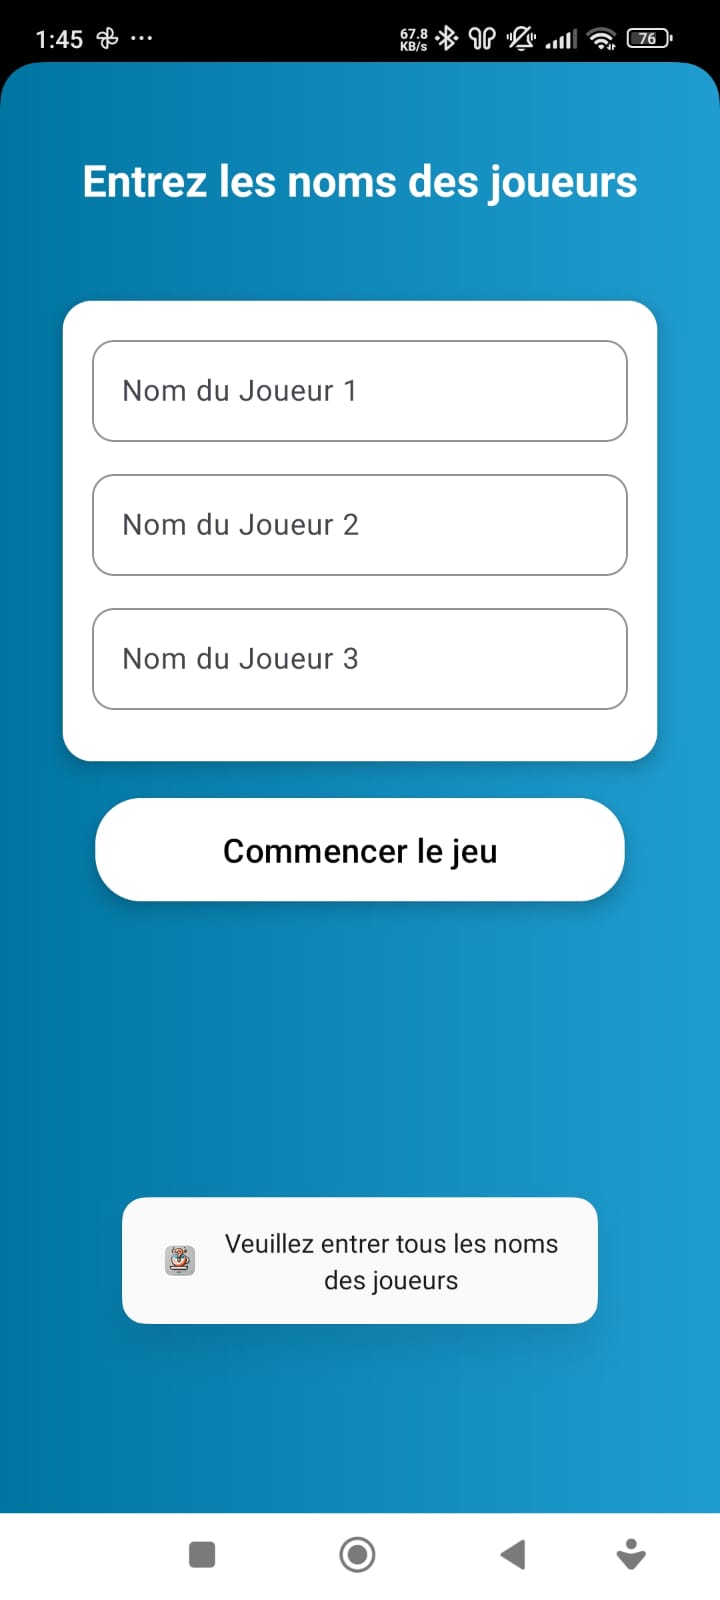 1:45
67.8
KB/s
76
Entrez les noms des joueurs
Nom du Joueur 1
Nom du Joueur 2
Nom du Joueur 3
Commencer le jeu
Veuillez entrer tous les noms
des joueurs